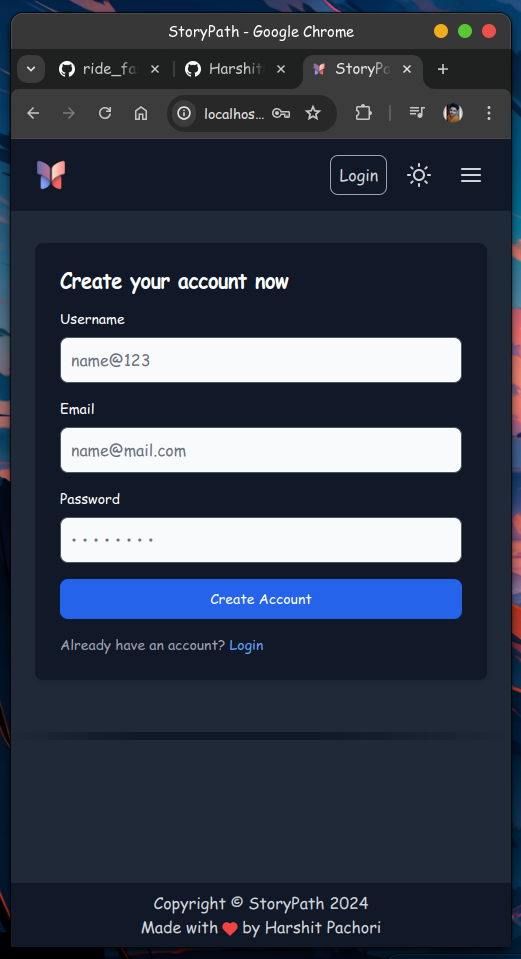 StoryPath - Google Chrome
ride_fa
Harshit
StoryPa
localhos...
Login
Create your account now
Username
name@123
Email
name@mail.com
Password
••••••••
Create Account
Already have an account? Login
Copyright © StoryPath 2024
Made with ❤ by Harshit Pachori